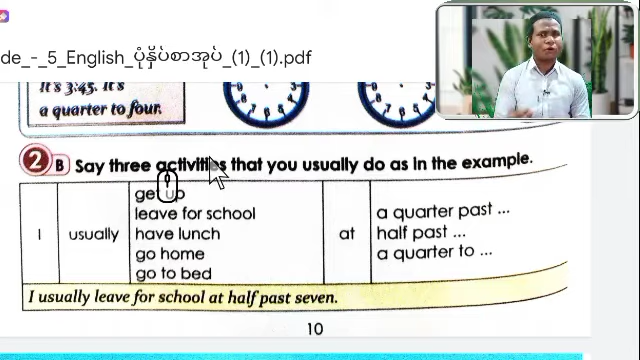 de_-_5_English_ပုံနှိပ်စာအုပ်_(1)_(1).pdf
It's 3:45. It's
a quarter to four.
2 B Say three activities that you usually do as in the example.
get up
leave for school
I usually have lunch at
go home
go to bed
a quarter past ...
half past ...
a quarter to ...
I usually leave for school at half past seven.
10